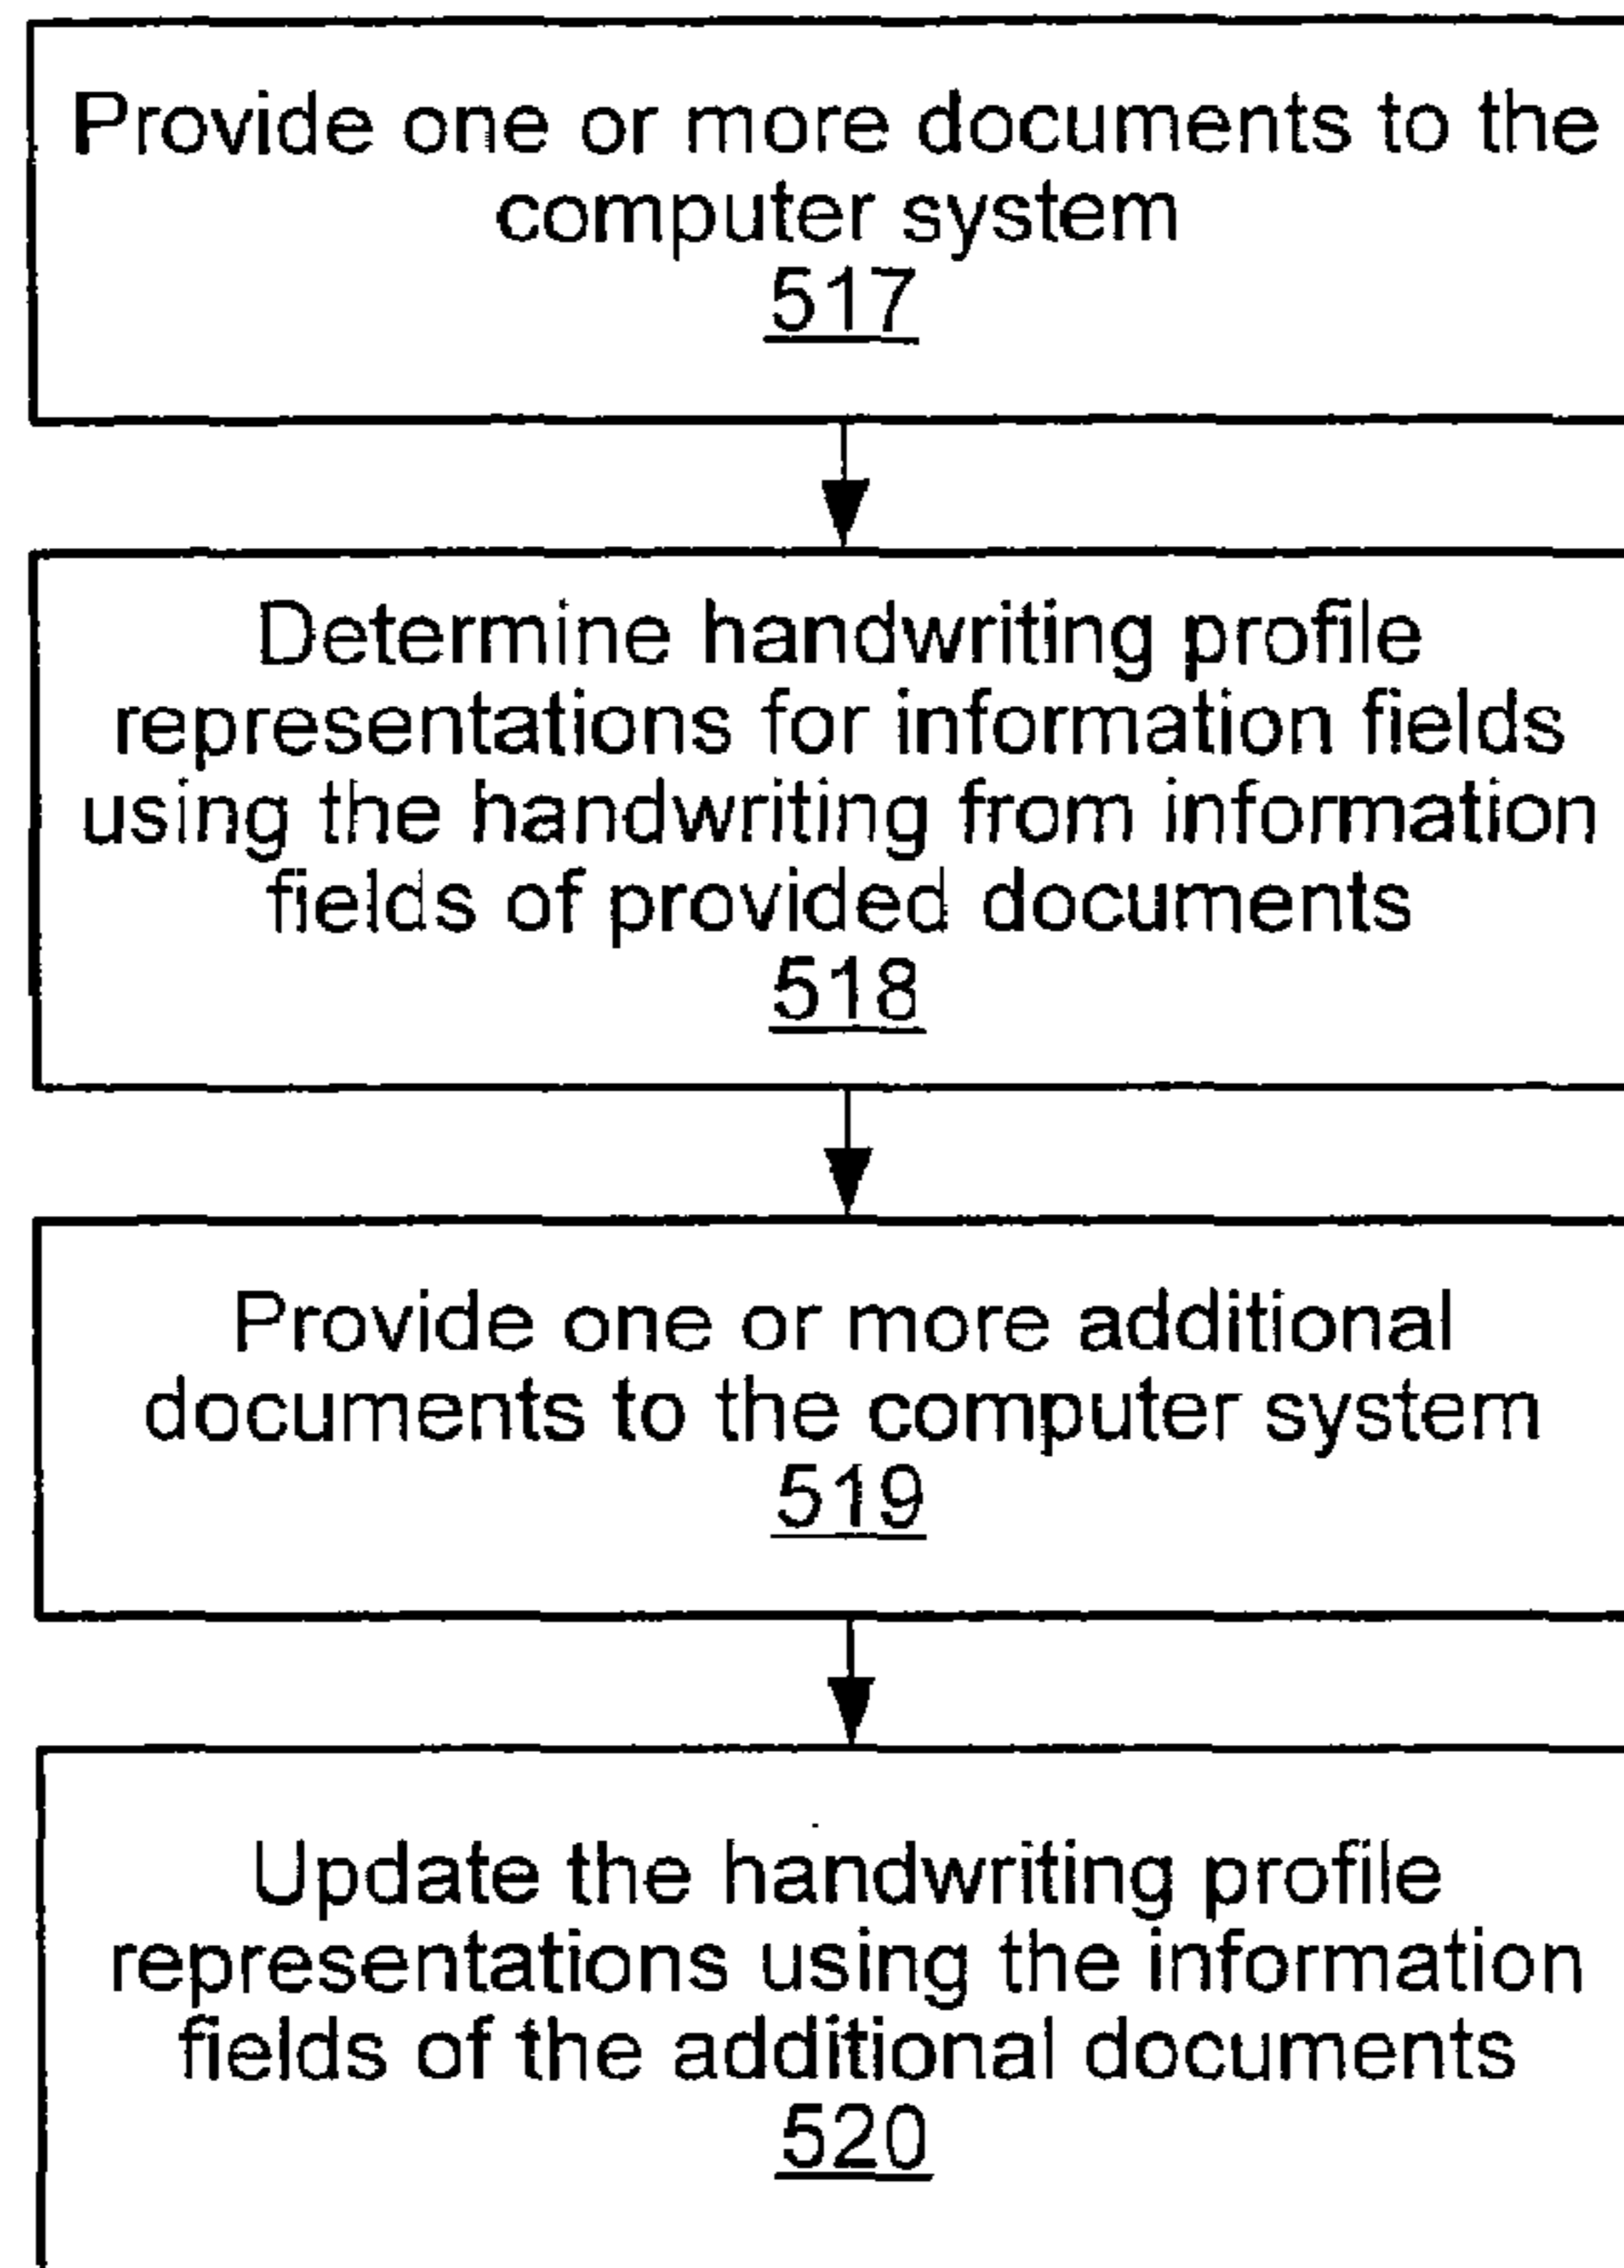 Provide one or more documents to the
computer system
517
Determine handwriting profile
representations for information fields
using the handwriting from information
fields of provided documents
518
Provide one or more additional
documents to the computer system
519
Update the handwriting profile
representations using the information
fields of the additional documents
520